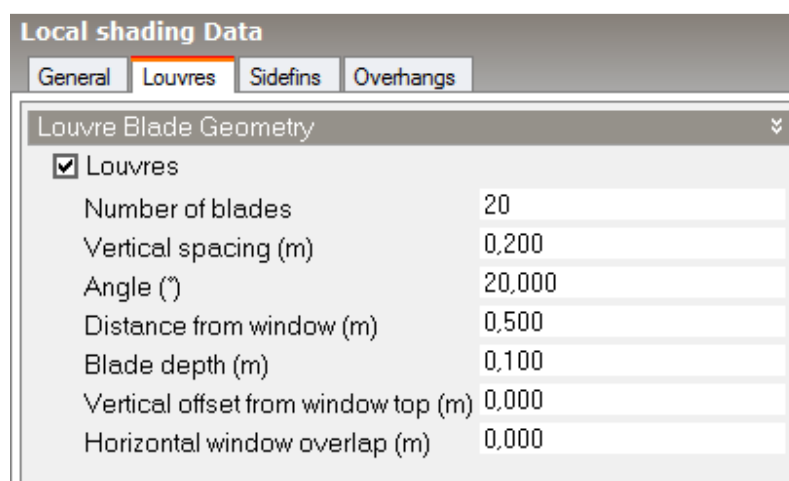 Local shading Data
General Louvres Sidefins Overhangs
Louvre Blade Geometry
Louvres
Number of blades 20
Vertical spacing (m) 0,200
Angle (°) 20,000
Distance from window (m) 0,500
Blade depth (m) 0,100
Vertical offset from window top (m) 0,000
Horizontal window overlap (m) 0,000